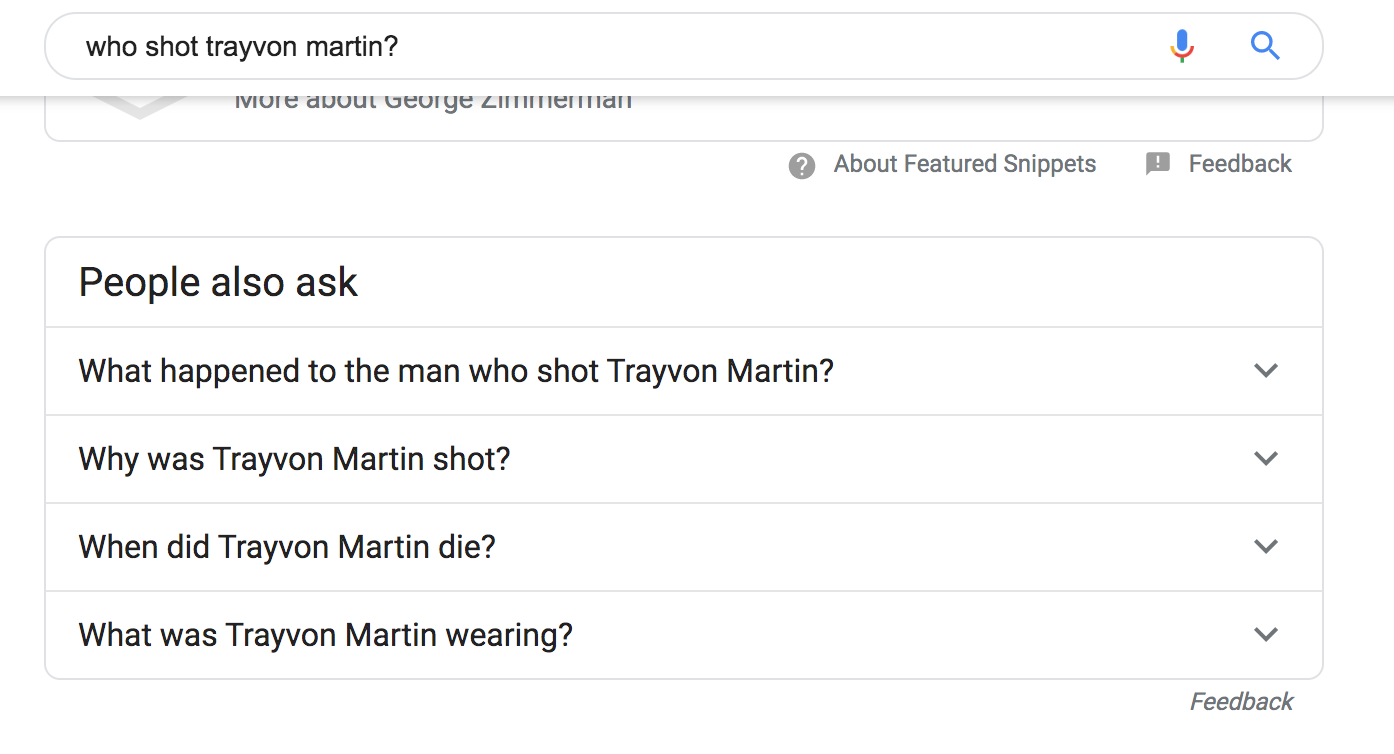 who shot trayvon martin?
More about George Zimmerman
About Featured Snippets
Feedback
People also ask
What happened to the man who shot Trayvon Martin?
Why was Trayvon Martin shot?
When did Trayvon Martin die?
What was Trayvon Martin wearing?
Feedback